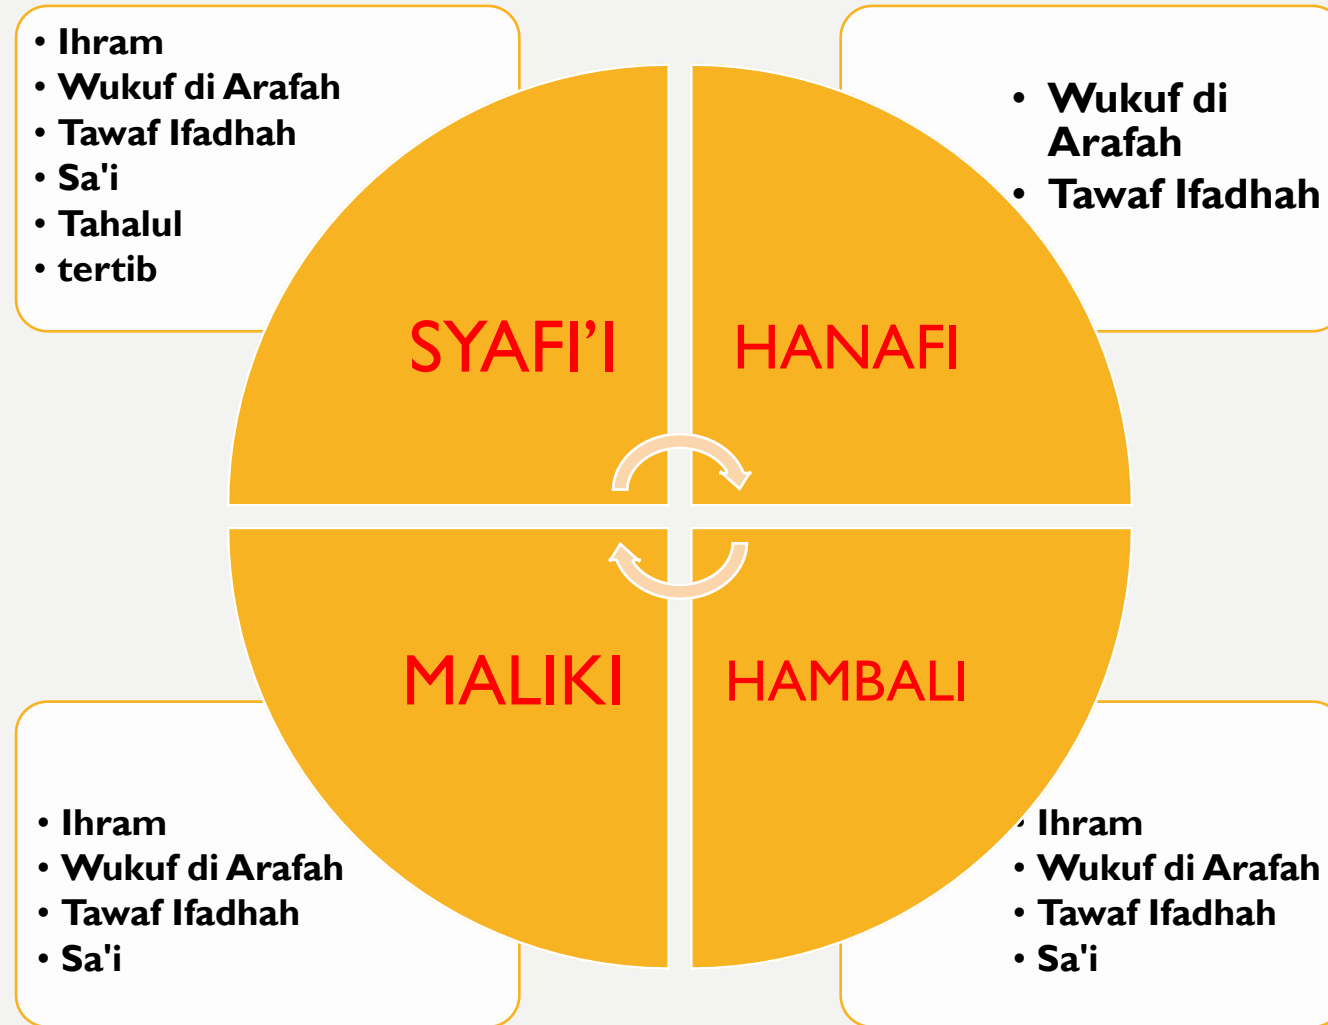 • Ihram
• Wukuf di Arafah
• Tawaf Ifadhah
• Sa'i
• Tahalul
• tertib
• Wukuf di
Arafah
• Tawaf Ifadhah
SYAFI’I
HANAFI
MALIKI
HAMBALI
• Ihram
• Wukuf di Arafah
• Tawaf Ifadhah
• Sa'i
• Ihram
• Wukuf di Arafah
• Tawaf Ifadhah
• Sa'i